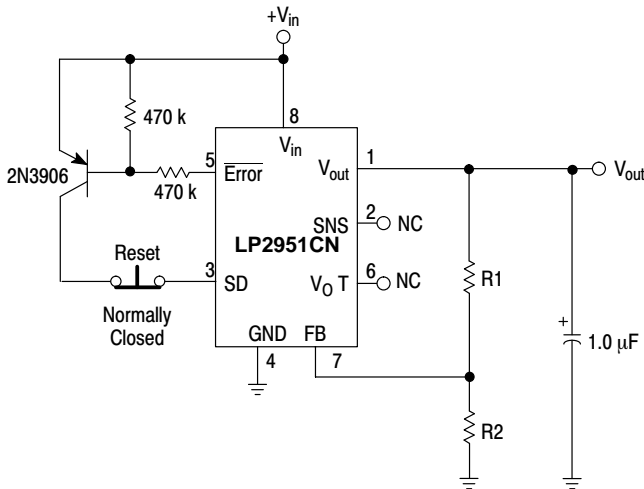 +Vin
470 k
8
Vin
2N3906
470 k
5
Error
Vout
1
Vout
SNS
2
NC
LP2951CN
Reset
3
SD
VO T
6
NC
R1
Normally
Closed
GND
FB
4
7
+
1.0 µF
R2